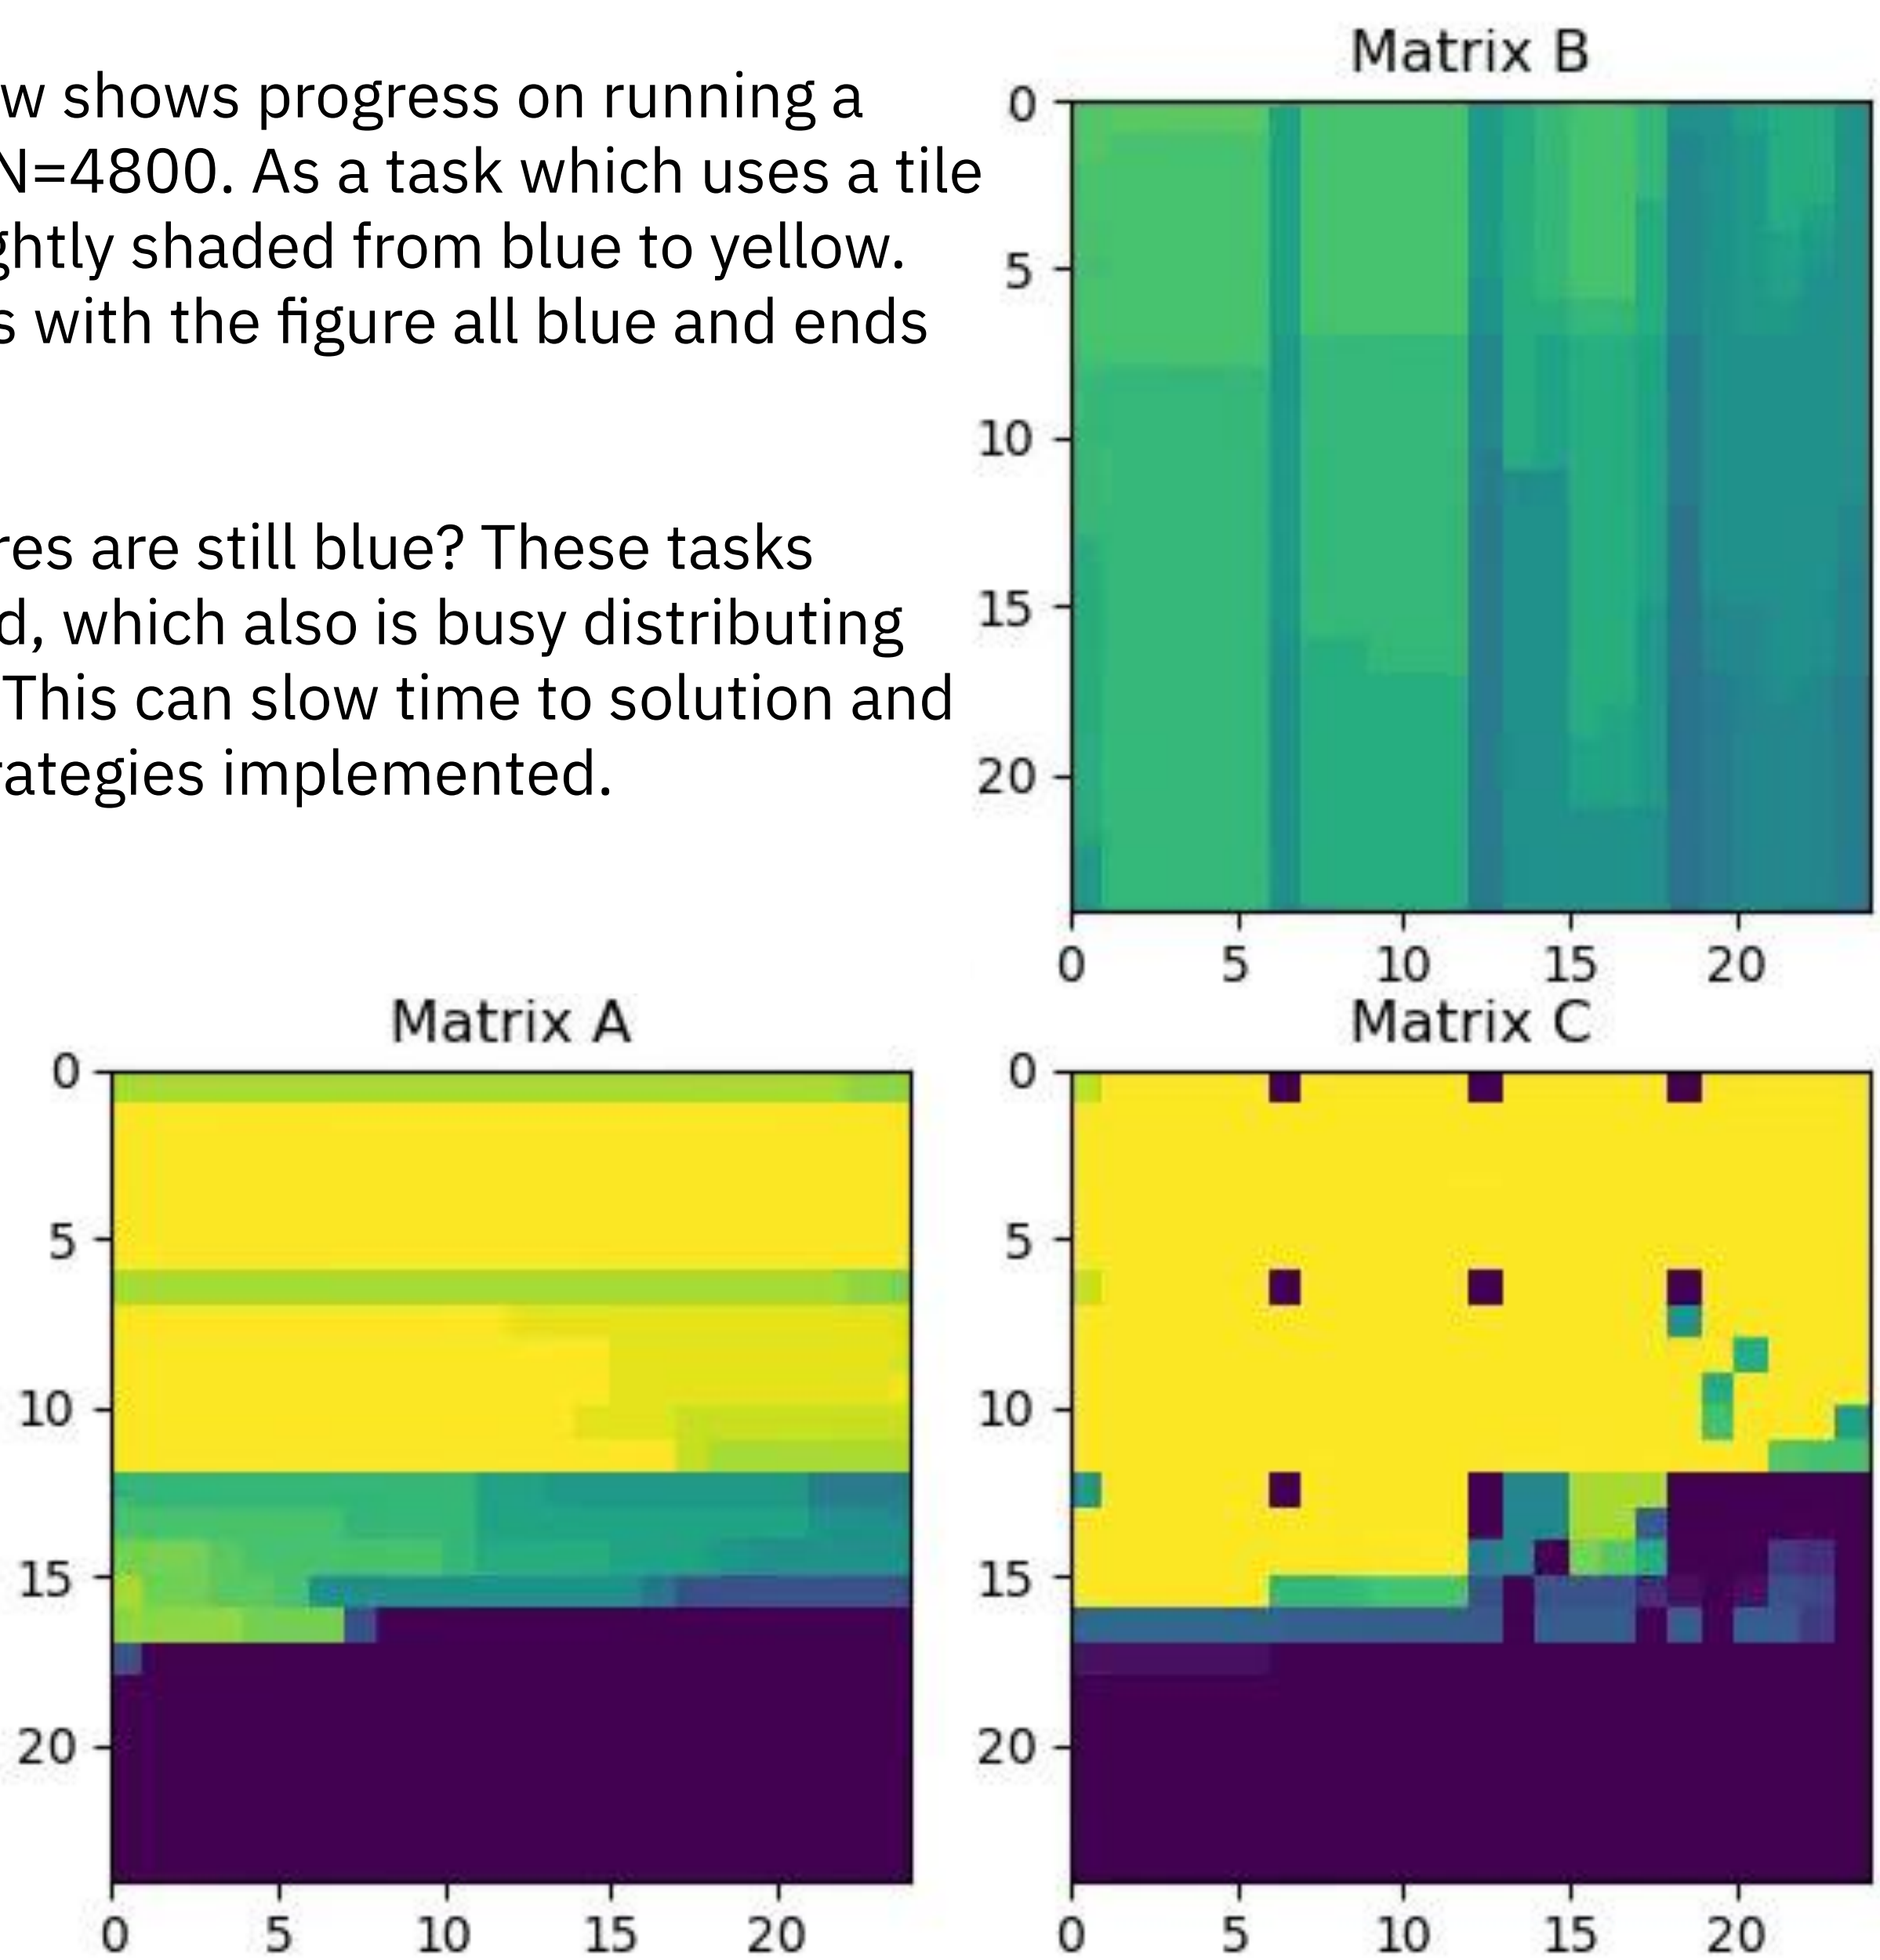 w shows progress on running a
N=4800. As a task which uses a tile
ghtly shaded from blue to yellow.
s with the figure all blue and ends
res are still blue? These tasks
d, which also is busy distributing
This can slow time to solution and
rategies implemented.
Matrix B
0
5
10
15
20
0 5 10 15 20
Matrix A
0
5
10
15
20
0 5 10 15 20
Matrix C
0
5
10
15
20
0 5 10 15 20